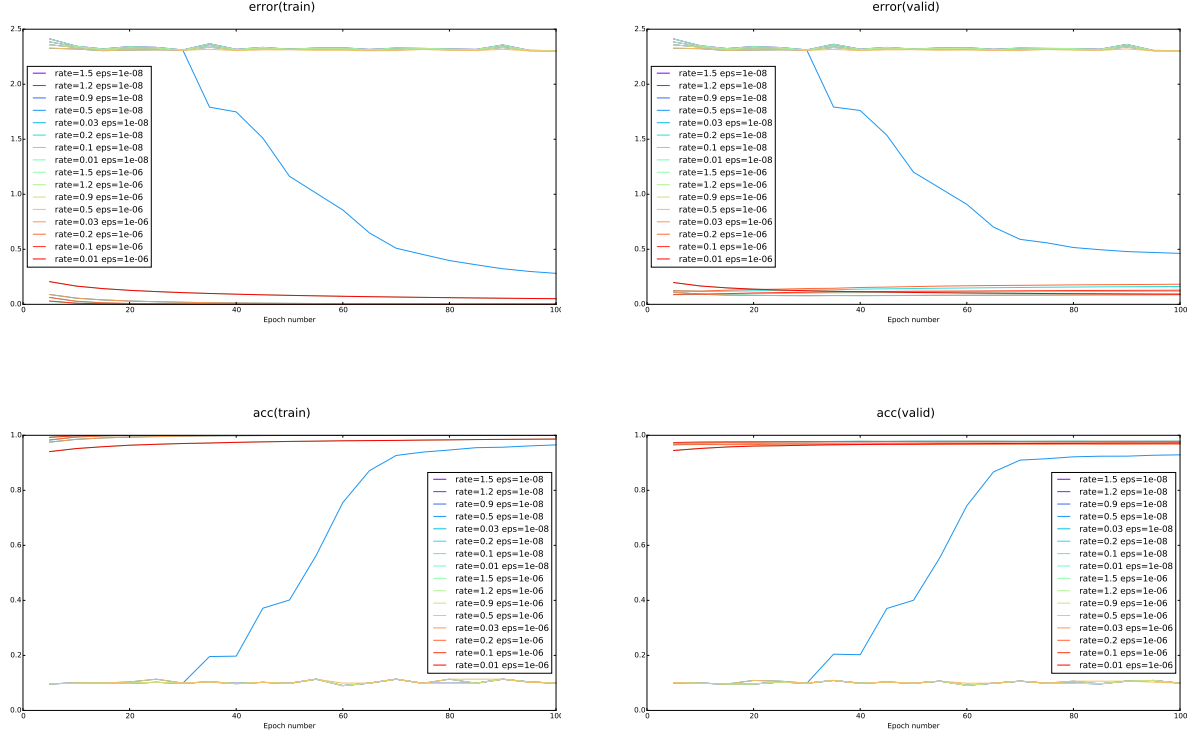 error(train)
2.5
2.0
1.5
1.0
0.5
0.0
rate=1.5 eps=1e-08
rate=1.2 eps=1e-08
rate=0.9 eps=1e-08
rate=0.5 eps=1e-08
rate=0.03 eps=1e-08
rate=0.2 eps=1e-08
rate=0.1 eps=1e-08
rate=0.01 eps=1e-08
rate=1.5 eps=1e-06
rate=1.2 eps=1e-06
rate=0.9 eps=1e-06
rate=0.5 eps=1e-06
rate=0.03 eps=1e-06
rate=0.2 eps=1e-06
rate=0.1 eps=1e-06
rate=0.01 eps=1e-06
0 20 40 60 80 100
Epoch number
error(valid)
2.5
2.0
1.5
1.0
0.5
0.0
rate=1.5 eps=1e-08
rate=1.2 eps=1e-08
rate=0.9 eps=1e-08
rate=0.5 eps=1e-08
rate=0.03 eps=1e-08
rate=0.2 eps=1e-08
rate=0.1 eps=1e-08
rate=0.01 eps=1e-08
rate=1.5 eps=1e-06
rate=1.2 eps=1e-06
rate=0.9 eps=1e-06
rate=0.5 eps=1e-06
rate=0.03 eps=1e-06
rate=0.2 eps=1e-06
rate=0.1 eps=1e-06
rate=0.01 eps=1e-06
0 20 40 60 80 100
Epoch number
acc(train)
1.0
0.8
0.6
0.4
0.2
0.0
rate=1.5 eps=1e-08
rate=1.2 eps=1e-08
rate=0.9 eps=1e-08
rate=0.5 eps=1e-08
rate=0.03 eps=1e-08
rate=0.2 eps=1e-08
rate=0.1 eps=1e-08
rate=0.01 eps=1e-08
rate=1.5 eps=1e-06
rate=1.2 eps=1e-06
rate=0.9 eps=1e-06
rate=0.5 eps=1e-06
rate=0.03 eps=1e-06
rate=0.2 eps=1e-06
rate=0.1 eps=1e-06
rate=0.01 eps=1e-06
0 20 40 60 80 100
Epoch number
acc(valid)
1.0
0.8
0.6
0.4
0.2
0.0
rate=1.5 eps=1e-08
rate=1.2 eps=1e-08
rate=0.9 eps=1e-08
rate=0.5 eps=1e-08
rate=0.03 eps=1e-08
rate=0.2 eps=1e-08
rate=0.1 eps=1e-08
rate=0.01 eps=1e-08
rate=1.5 eps=1e-06
rate=1.2 eps=1e-06
rate=0.9 eps=1e-06
rate=0.5 eps=1e-06
rate=0.03 eps=1e-06
rate=0.2 eps=1e-06
rate=0.1 eps=1e-06
rate=0.01 eps=1e-06
0 20 40 60 80 100
Epoch number